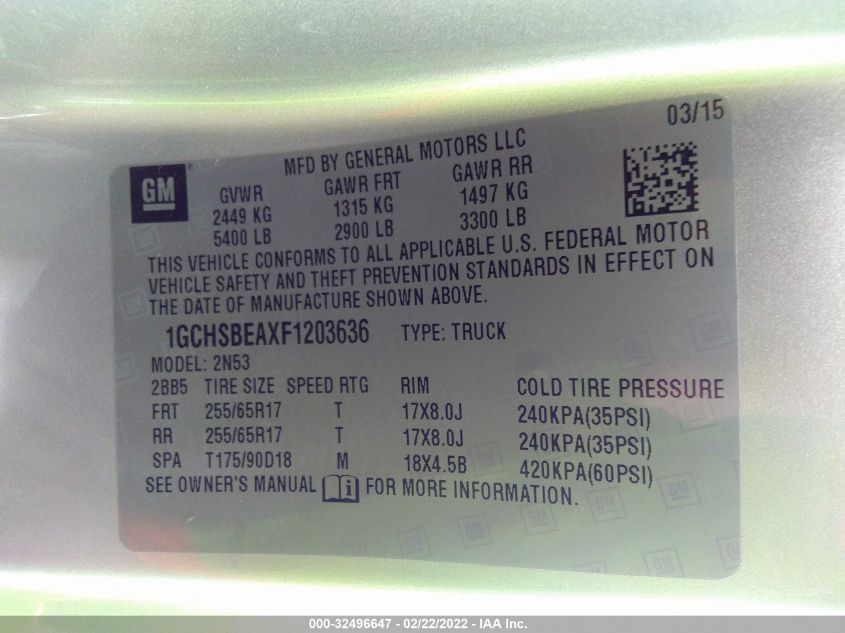 03/15
MFD BY GENERAL MOTORS LLC
GM
GVWR GAWR FRT GAWR RR
2449 KG 1315 KG 1497 KG
5400 LB 2900 LB 3300 LB
THIS VEHICLE CONFORMS TO ALL APPLICABLE U.S. FEDERAL MOTOR
VEHICLE SAFETY AND THEFT PREVENTION STANDARDS IN EFFECT ON
THE DATE OF MANUFACTURE SHOWN ABOVE.
1GCHSBEAXF1203636 TYPE: TRUCK
MODEL: 2N53
2BB5 TIRE SIZE SPEED RTG RIM COLD TIRE PRESSURE
FRT 255/65R17 T 17X8.0J 240KPA(35PSI)
RR 255/65R17 T 17X8.0J 240KPA(35PSI)
SPA T175/90D18 M 18X4.5B 420KPA(60PSI)
SEE OWNER'S MANUAL i FOR MORE INFORMATION.
000-32496647 - 02/22/2022 - IAA Inc.